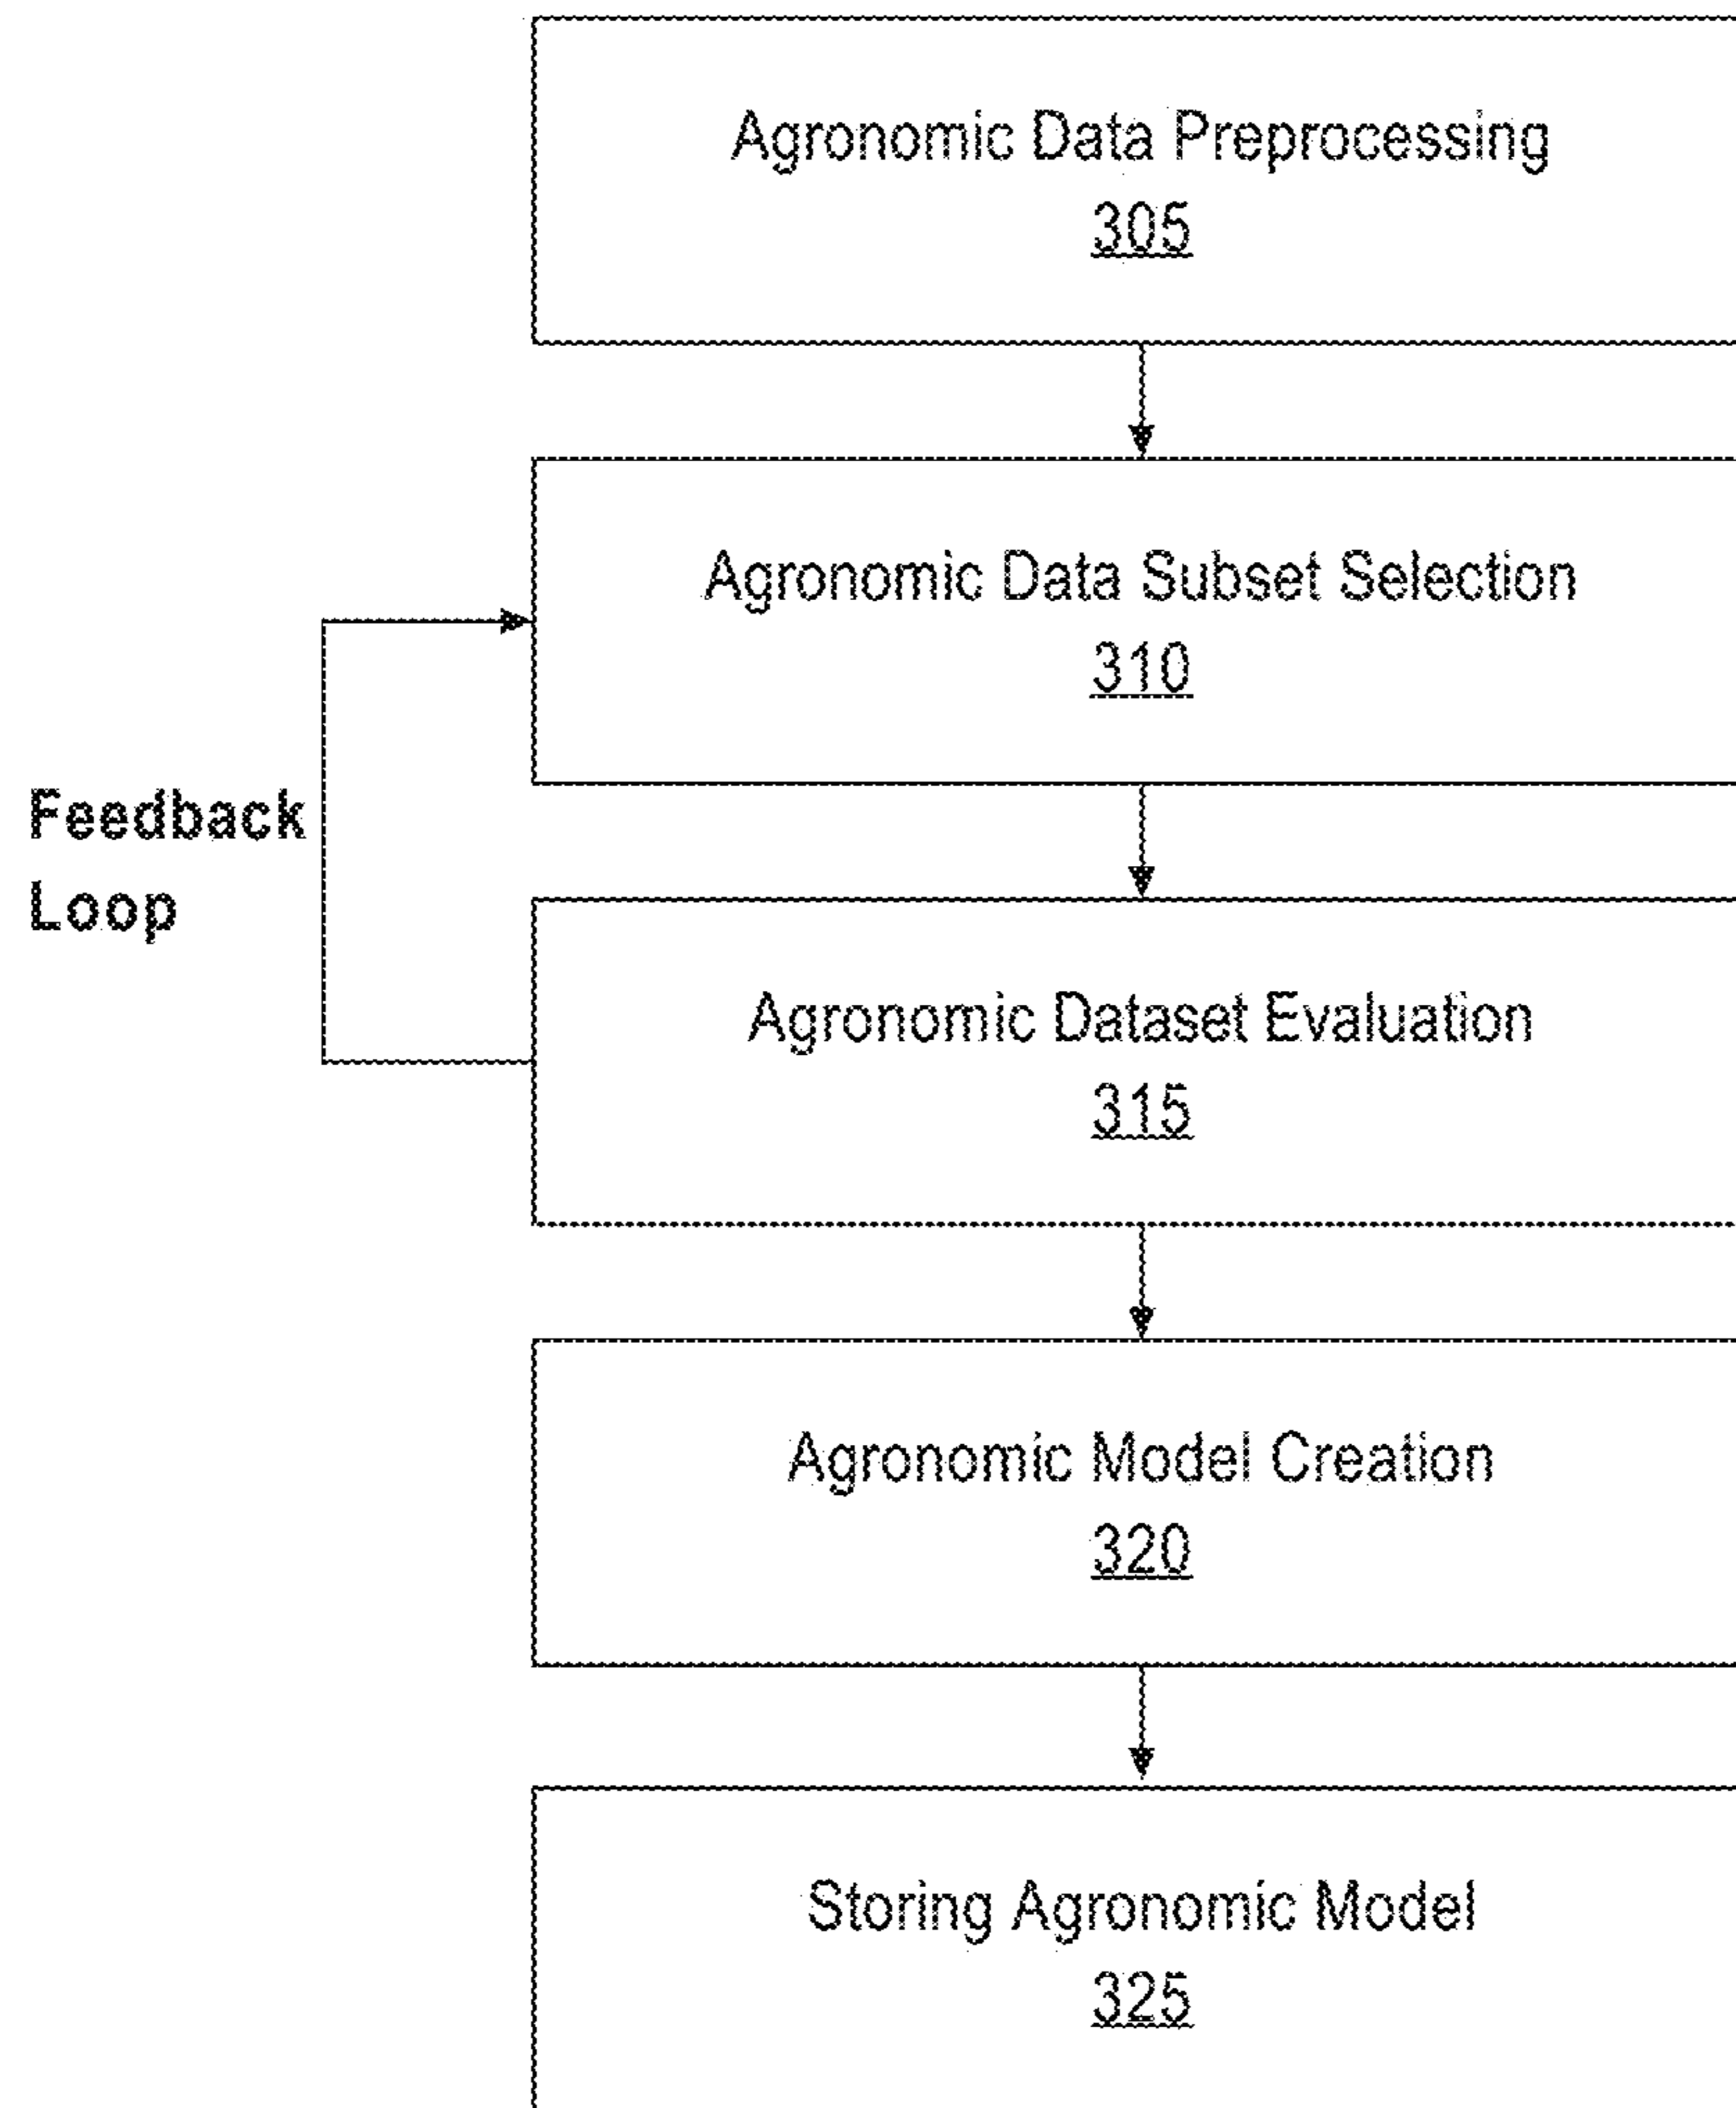 Agronomic Data Preprocessing
305
Agronomic Data Subset Selection
310
Feedback
Loop
Agronomic Dataset Evaluation
315
Agronomic Model Creation
320
Storing Agronomic Model
325